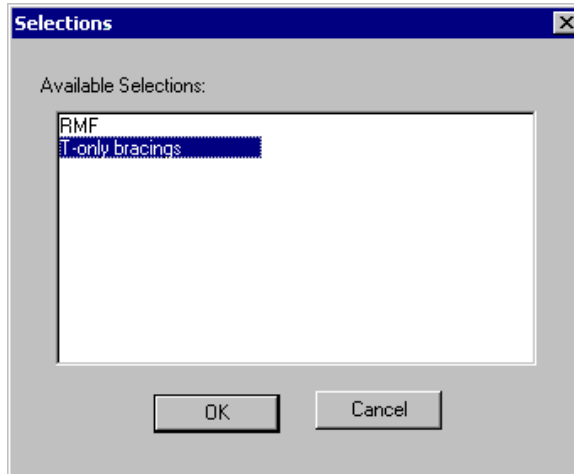 Selections
Available Selections:
RMF
T-only bracings
OK
Cancel